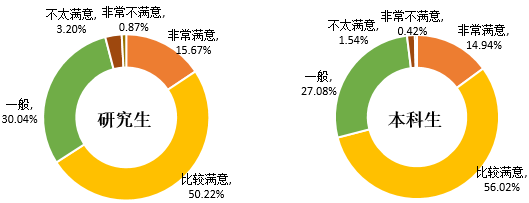 不太满意,
3.20%
非常不满意,
0.87%
非常满意,
15.67%
一般,
30.04%
研究生
比较满意,
50.22%
不太满意,
1.54%
非常不满意,
0.42%
非常满意,
14.94%
一般,
27.08%
本科生
比较满意,
56.02%